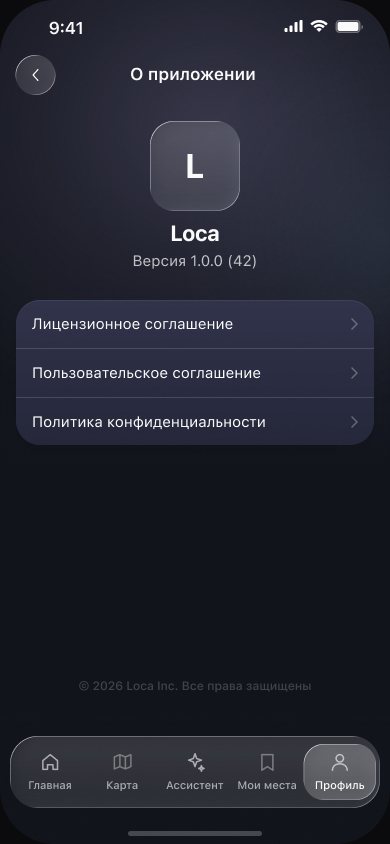 9:41
О приложении
L
Loca
Версия 1.0.0 (42)
Лицензионное соглашение
Пользовательское соглашение
Политика конфиденциальности
© 2026 Loca Inc. Все права защищены
Главная Карта Ассистент Мои места Профиль